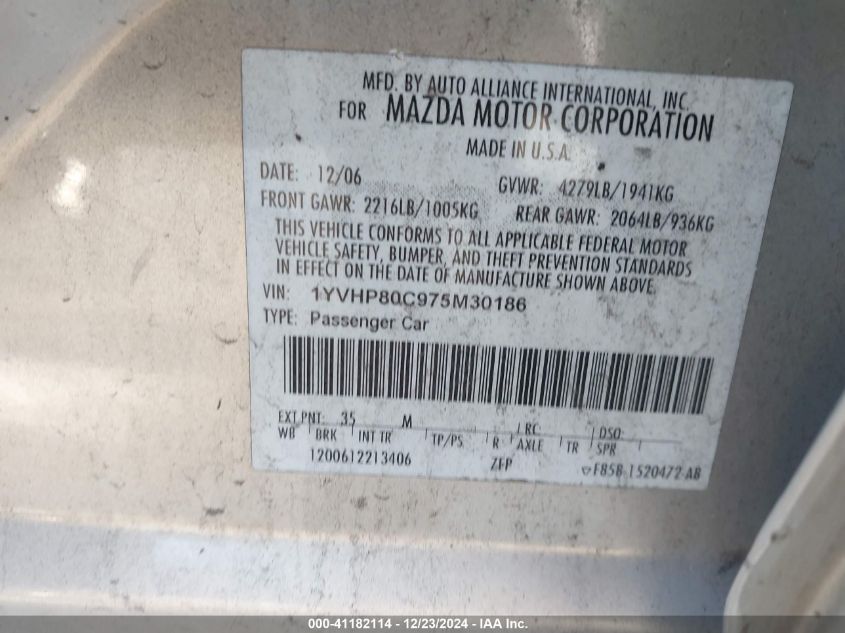 MFD. BY AUTO ALLIANCE INTERNATIONAL, INC.
FOR MAZDA MOTOR CORPORATION
MADE IN U.S.A.
DATE: 12/06 GVWR: 4279LB/1941KG
FRONT GAWR: 2216LB/1005KG REAR GAWR: 2064LB/936KG
THIS VEHICLE CONFORMS TO ALL APPLICABLE FEDERAL MOTOR
VEHICLE SAFETY, BUMPER, AND THEFT PREVENTION STANDARDS
IN EFFECT ON THE DATE OF MANUFACTURE SHOWN ABOVE.
VIN: 1YVHP80C975M30186
TYPE: Passenger Car
EXT PNT: 35 M LRC DSO
WB BRK INT TR TP/PS R AXLE TR SPR
1200612213406 ZFP F85B-1520472-AB
000-41182114 - 12/23/2024 - IAA Inc.